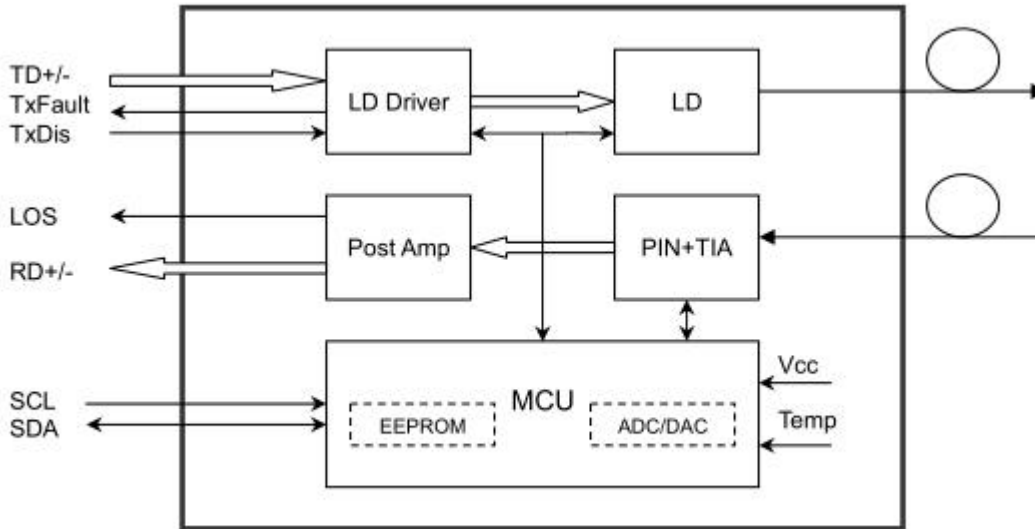 TD+/-
TxFault
TxDis
LD Driver
LD
LOS
RD+/-
Post Amp
PIN+TIA
SCL
SDA
MCU
EEPROM
ADC/DAC
Vcc
Temp